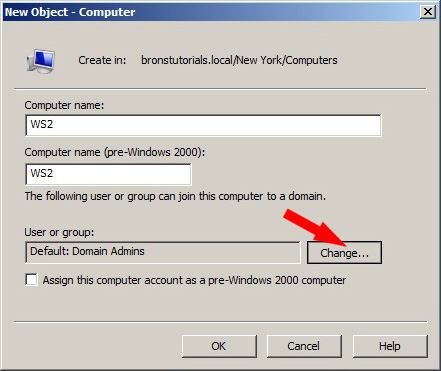 New Object - Computer
Create in: bronstutorials.local/New York/Computers
Computer name:
WS2
Computer name (pre-Windows 2000):
WS2
The following user or group can join this computer to a domain.
User or group:
Default: Domain Admins
Change...
Assign this computer account as a pre-Windows 2000 computer
OK Cancel Help